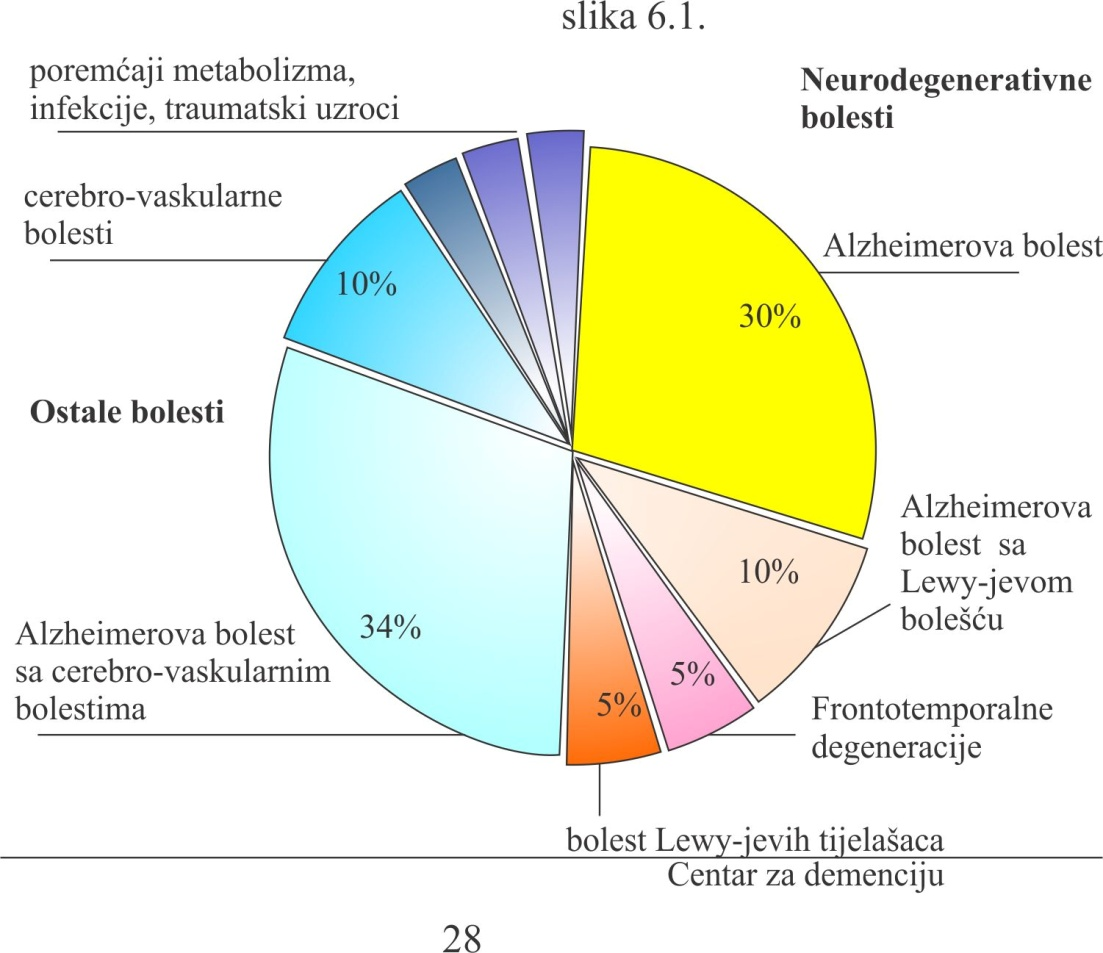 slika 6.1.
poremćaji metabolizma,
infekcije, traumatski uzroci
Neurodegenerativne
bolesti
cerebro-vaskularne
bolesti
Alzheimerova bolest
10%
30%
Ostale bolesti
Alzheimerova
bolest sa
Lewy-jevom
bolešću
10%
34%
Alzheimerova bolest
sa cerebro-vaskularnim
bolestima
5%
5%
Frontotemporalne
degeneracije
bolest Lewy-jevih tijelašaca
Centar za demenciju
28